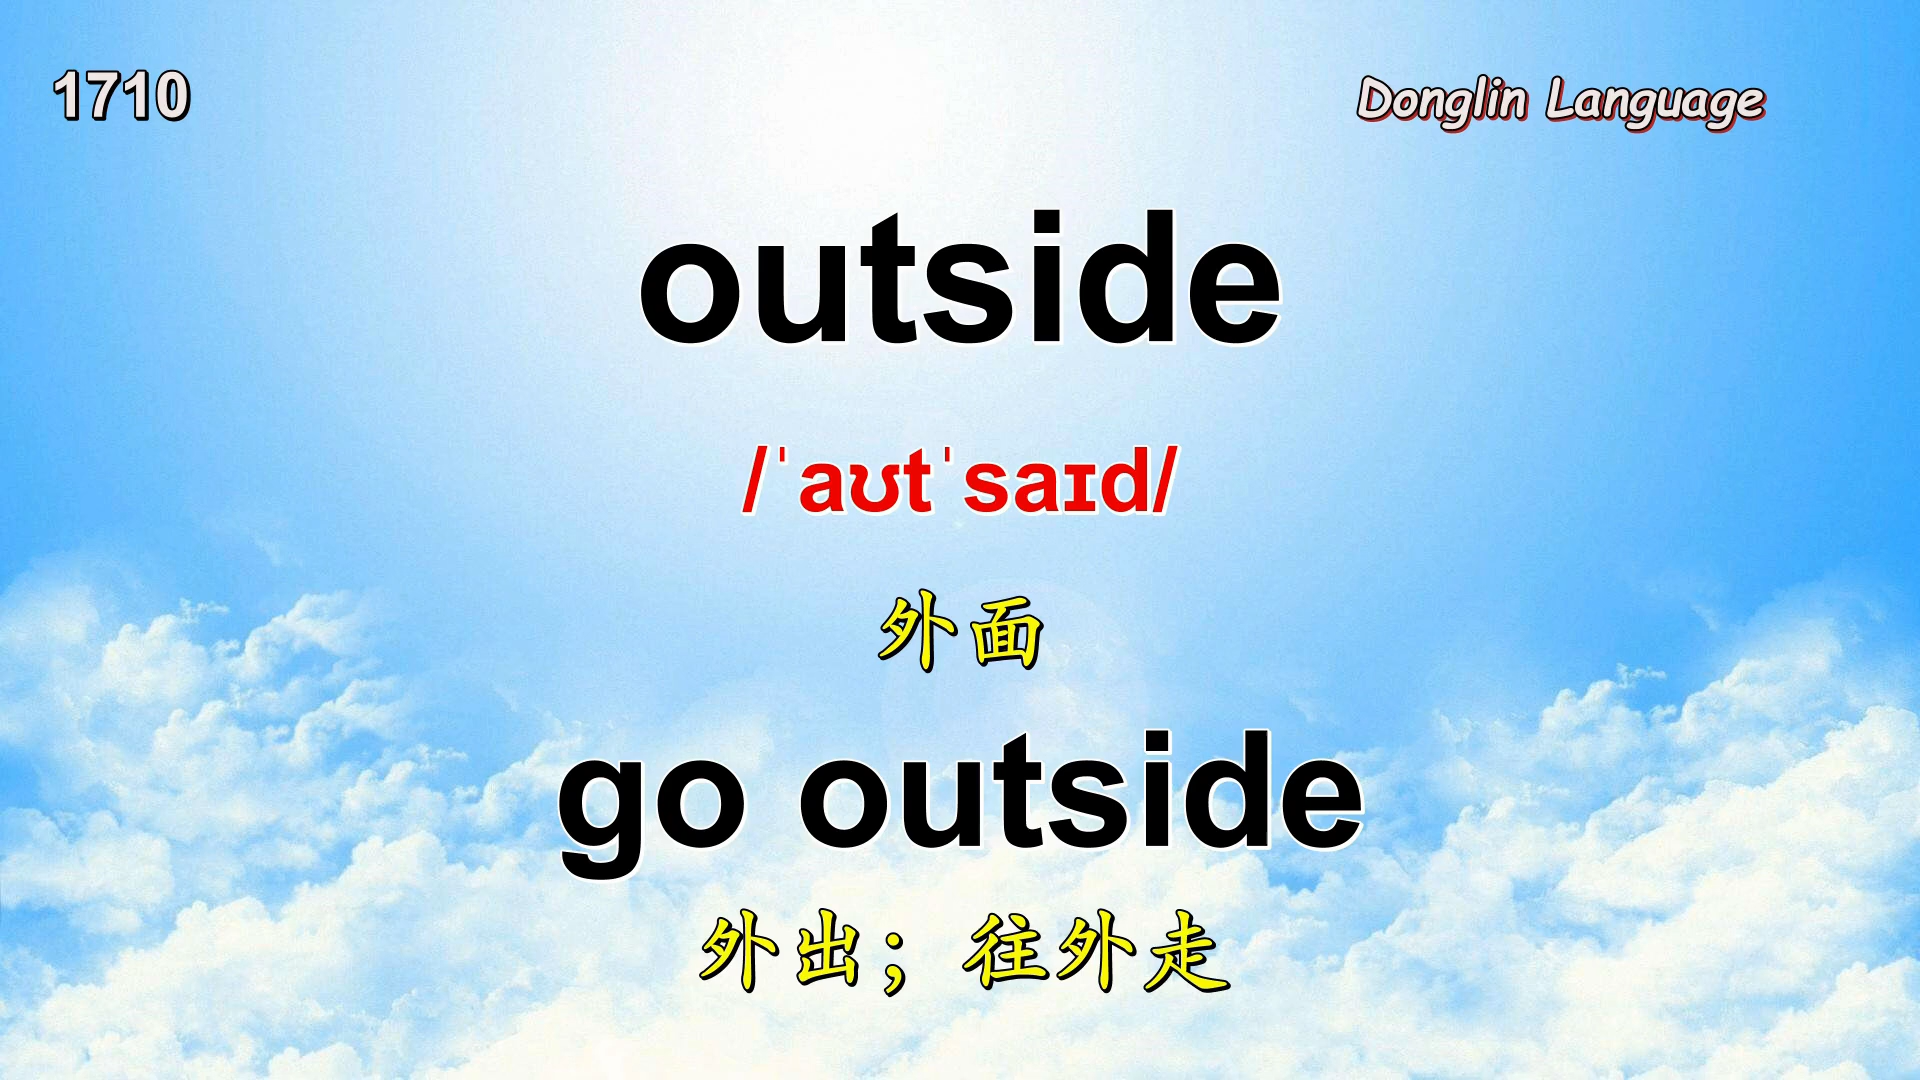 1710
Donglin Language
outside
/ˈaʊtˈsaɪd/
外面
go outside
外出；往外走